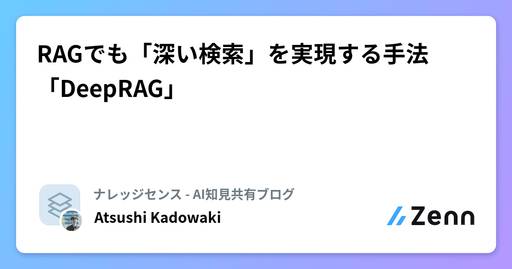 RAGでも「深い検索」を実現する手法
「DeepRAG」
ナレッジセンス - AI知見共有ブログ
Atsushi Kadowaki
Zenn